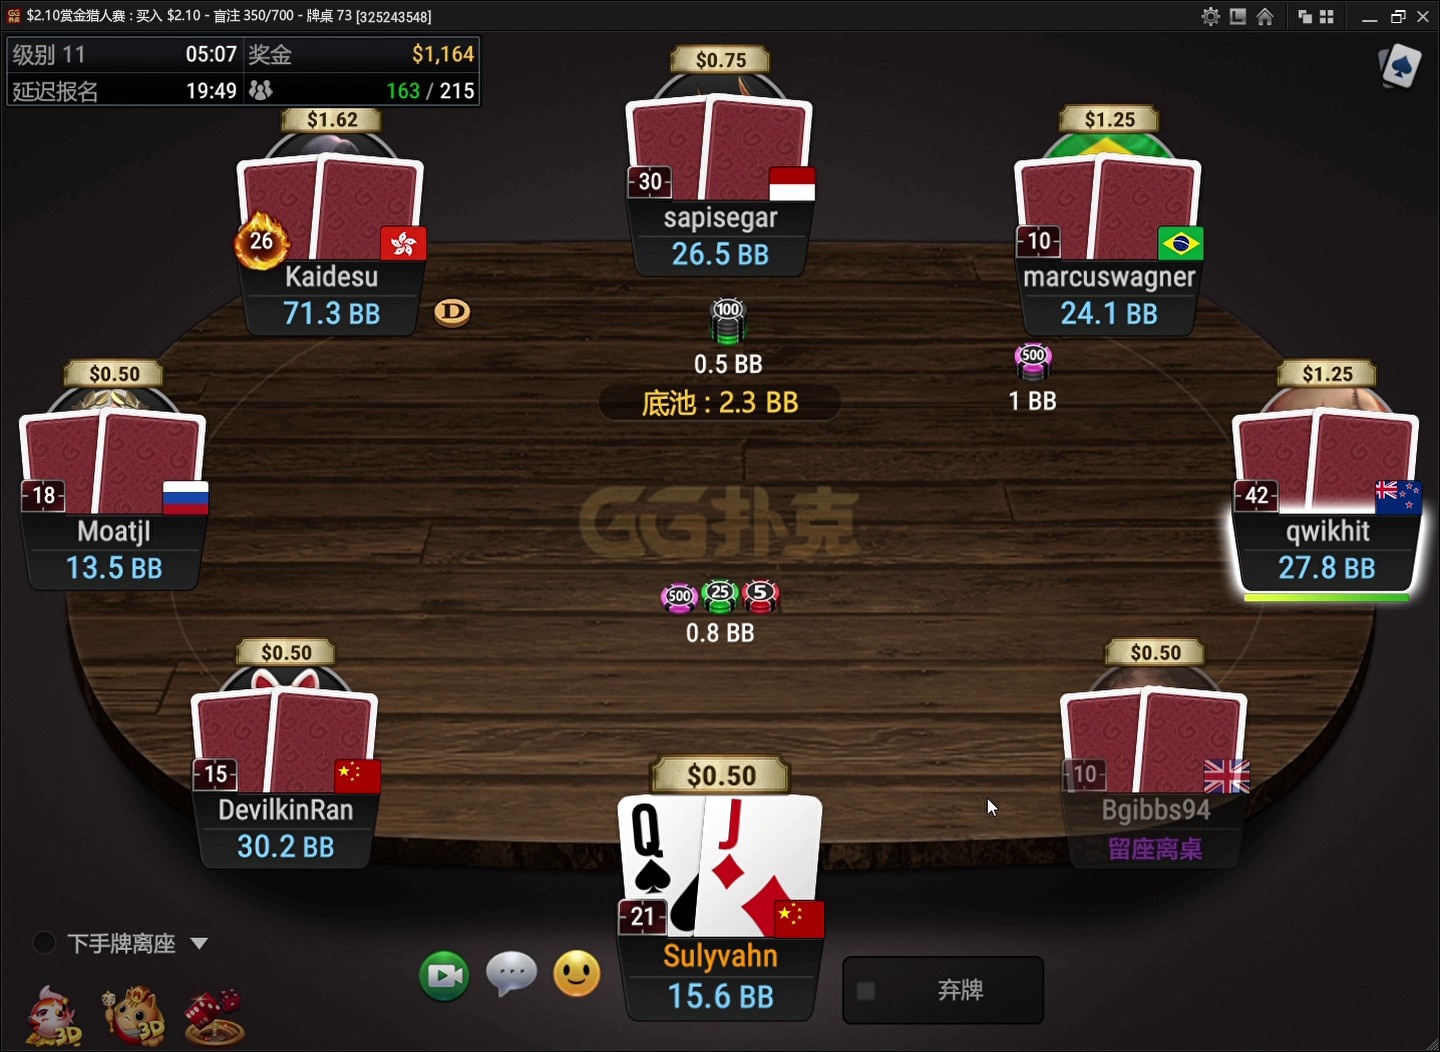 $2.10赏金猎人赛 : 买入 $2.10 - 盲注 350/700 - 牌桌 73 [325243548]
级别 11 05:07 奖金 $1,164
延迟报名 19:49 163 / 215
$0.75
30
sapisegar
26.5 BB
$1.62
26
Kaidesu
71.3 BB
D
$1.25
10
marcuswagner
24.1 BB
100
0.5 BB
500
1 BB
底池 : 2.3 BB
$0.50
18
Moatjl
13.5 BB
$1.25
42
qwikhit
27.8 BB
GG扑克
500 25 5
0.8 BB
$0.50
15
DevilkinRan
30.2 BB
$0.50
10
Bgibbs94
留座离桌
$0.50
Q J
21
Sulyvahn
15.6 BB
下手牌离座
弃牌
3D 3D